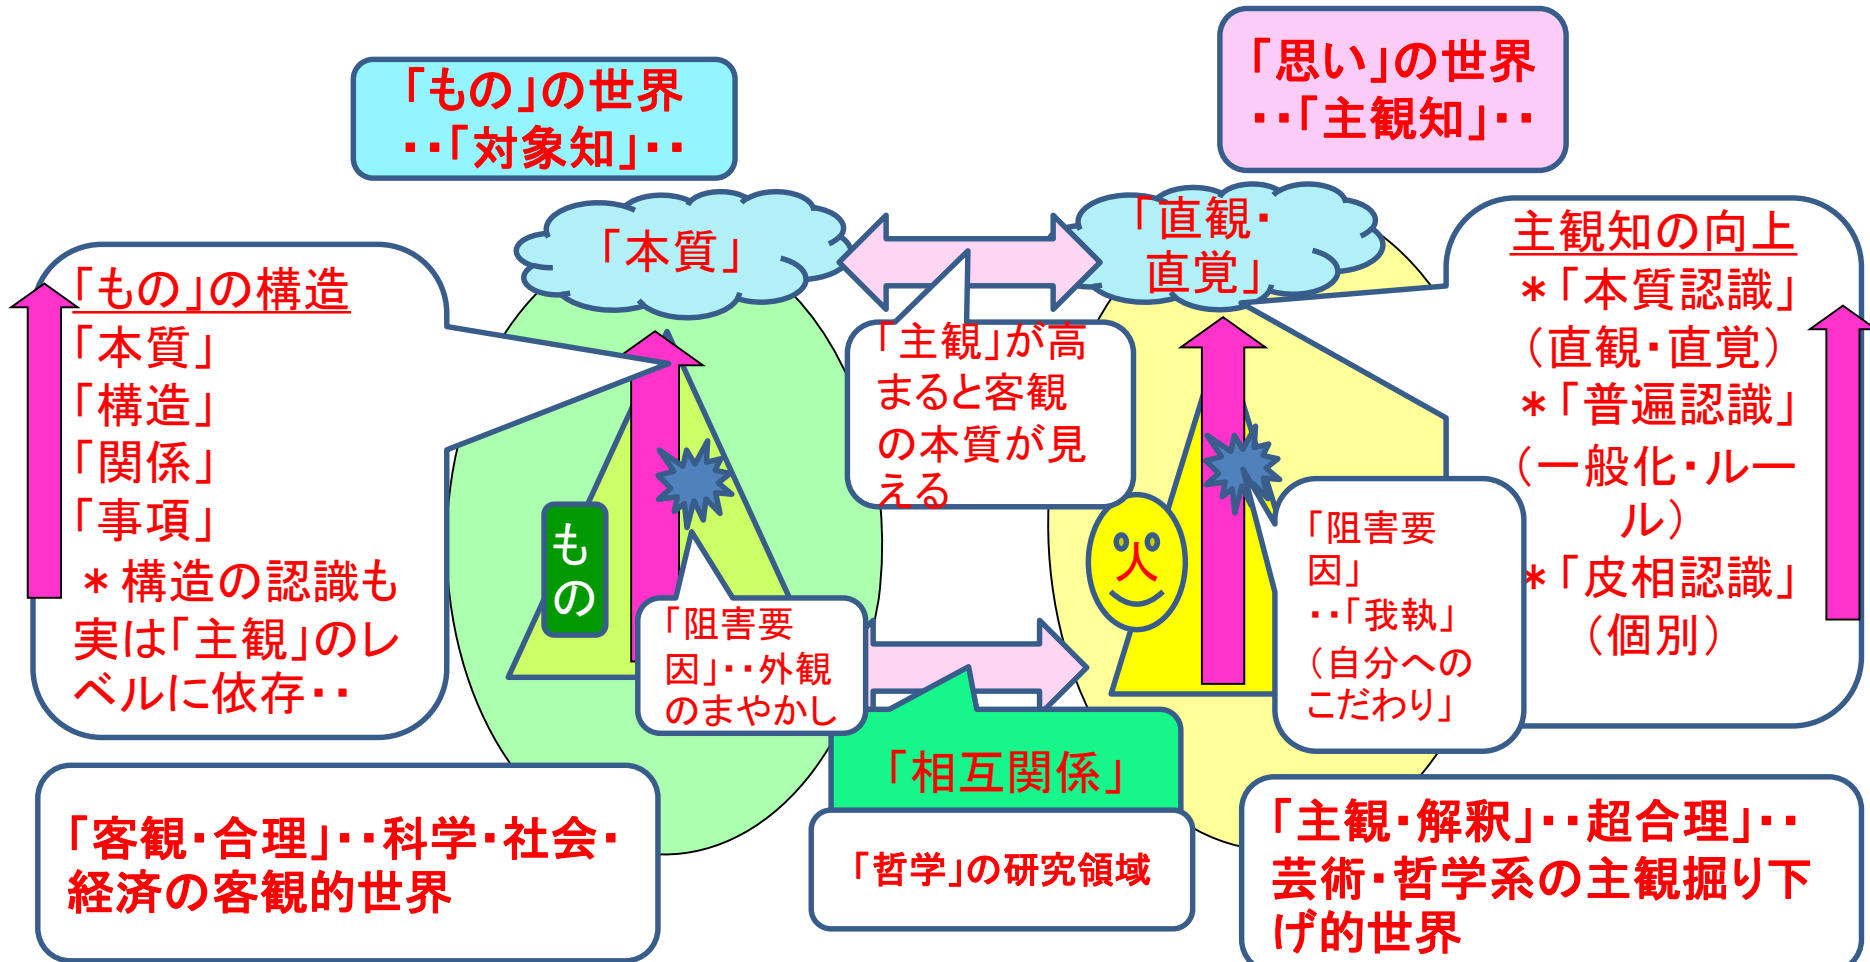 「もの」の世界
・・「対象知」・・
「思い」の世界
・・「主観知」・・
「本質」
「直観・
直覚」
「もの」の構造
「本質」
「構造」
「関係」
「事項」
＊構造の認識も
実は「主観」のレ
ベルに依存・・
「主観」が高
まると客観
の本質が見
える
主観知の向上
＊「本質認識」
（直観・直覚）
＊「普遍認識」
（一般化・ルー
ル）
＊「皮相認識」
（個別）
もの
人
「阻害要
因」・・外観
のまやかし
「阻害要
因」
・・「我執」
（自分への
こだわり」
「相互関係」
「客観・合理」・・科学・社会・
経済の客観的世界
「哲学」の研究領域
「主観・解釈」・・超合理」・・
芸術・哲学系の主観掘り下
げ的世界